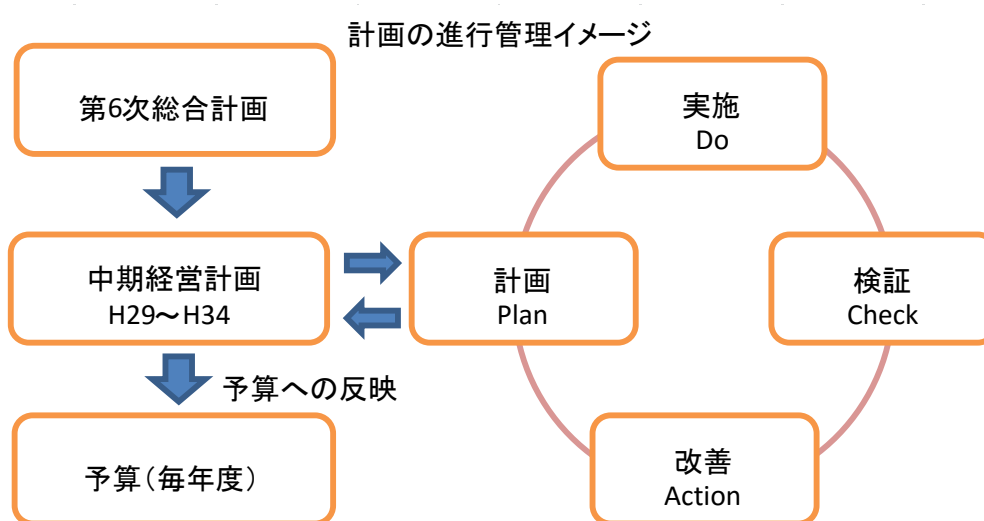 計画の進行管理イメージ
第6次総合計画
中期経営計画
H29～H34
予算への反映
予算（毎年度）
実施
Do
計画
Plan
検証
Check
改善
Action